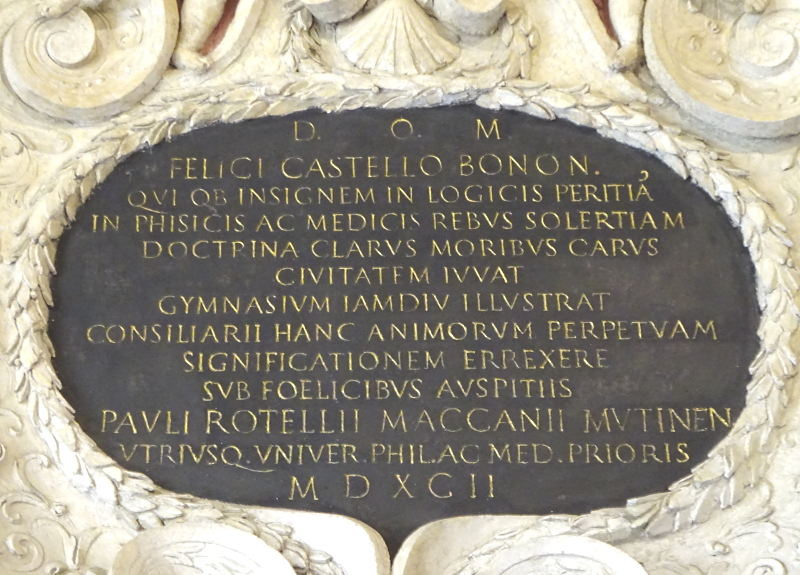 D. O. M
FELICI CASTELLO BONON.
QVI OB INSIGNEM IN LOGICIS PERITIĀ
IN PHISICIS AC MEDICIS REBVS SOLERTIAM
DOCTRINA CLARVS MORIBVS CARVS
CIVITATEM IVVAT
GYMNASIVM IAMDIV ILLVSTRAT
CONSILIARII HANC ANIMORVM PERPETVAM
SIGNIFICATIONEM ERREXERE
SVB FOELICIBVS AVSPITIIS
PAVLI ROTELLII MACCANII MVTINEN
VTRIVSQ. VNIVER. PHIL. AC MED. PRIORIS
M D X C II